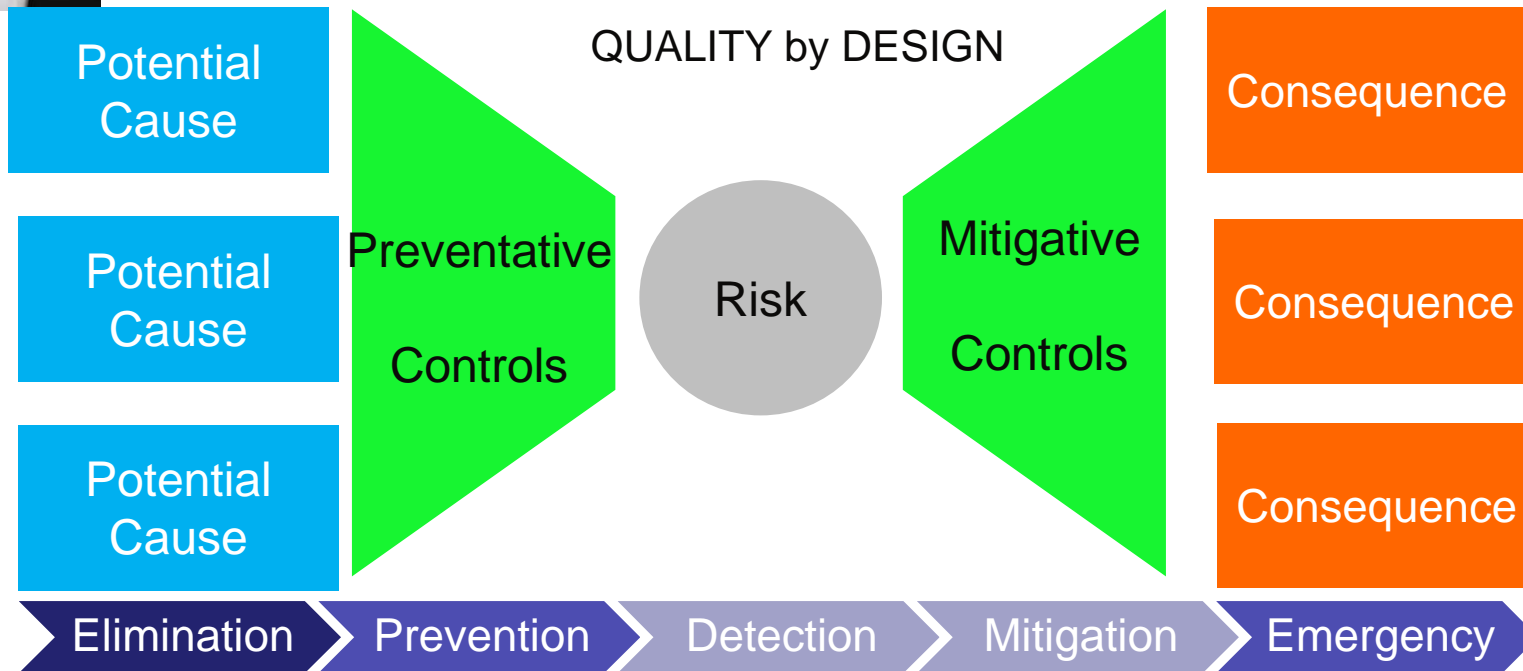 QUALITY by DESIGN
Potential
Cause
Potential
Cause
Potential
Cause
Preventative
Controls
Risk
Mitigative
Controls
Consequence
Consequence
Consequence
Elimination
Prevention
Detection
Mitigation
Emergency